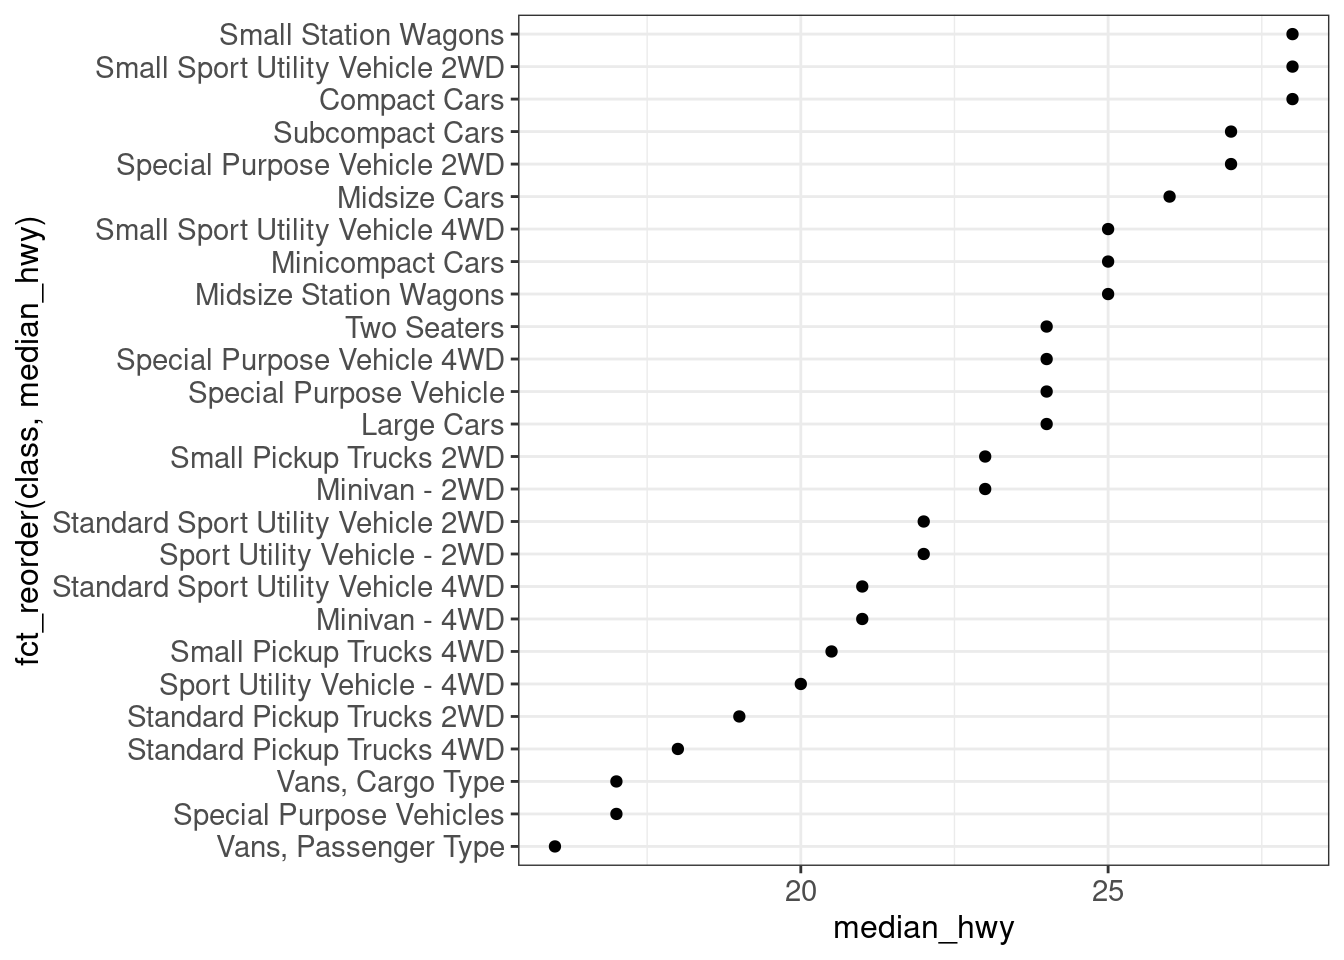 Small Station Wagons
Small Sport Utility Vehicle 2WD
Compact Cars
Subcompact Cars
Special Purpose Vehicle 2WD
Midsize Cars
Small Sport Utility Vehicle 4WD
Minicompact Cars
Midsize Station Wagons
Two Seaters
Special Purpose Vehicle 4WD
Special Purpose Vehicle
Large Cars
Small Pickup Trucks 2WD
Minivan - 2WD
Standard Sport Utility Vehicle 2WD
Sport Utility Vehicle - 2WD
Standard Sport Utility Vehicle 4WD
Minivan - 4WD
Small Pickup Trucks 4WD
Sport Utility Vehicle - 4WD
Standard Pickup Trucks 2WD
Standard Pickup Trucks 4WD
Vans, Cargo Type
Special Purpose Vehicles
Vans, Passenger Type
fct_reorder(class, median_hwy)
20 25
median_hwy